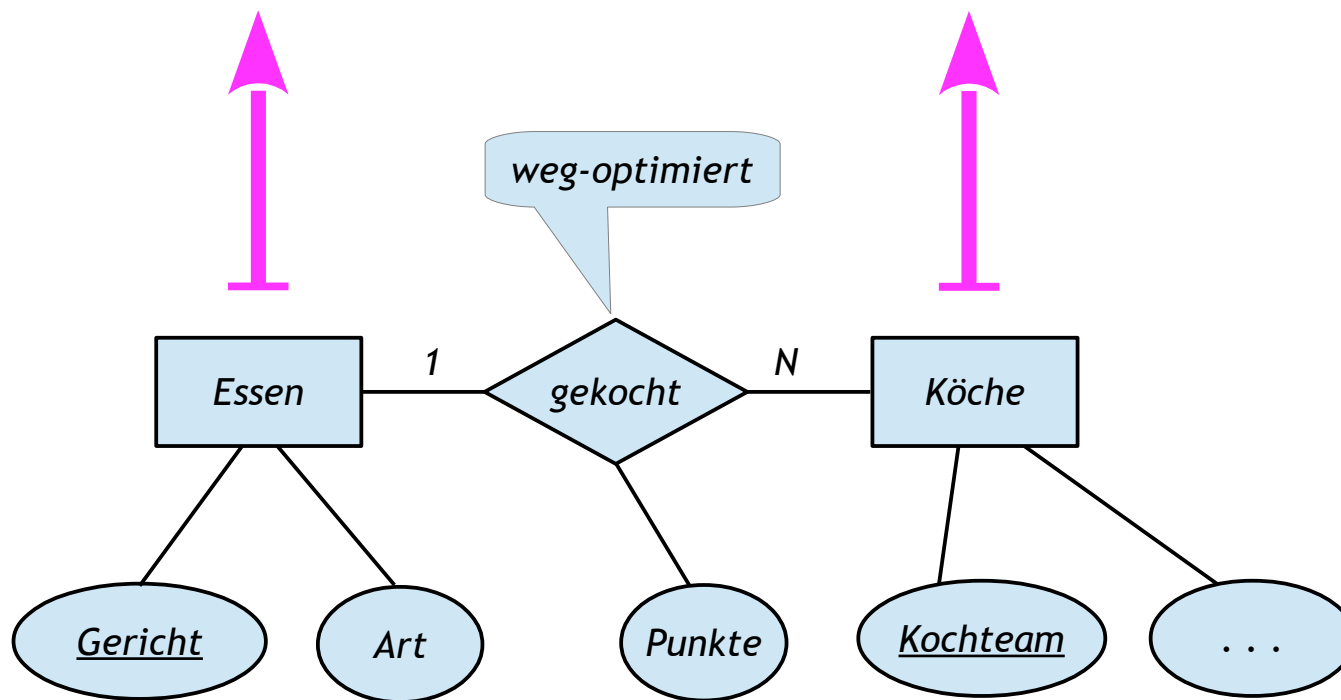 weg-optimiert
1
N
Essen
gekocht
Köche
Gericht
Art
Punkte
Kochteam
. . .